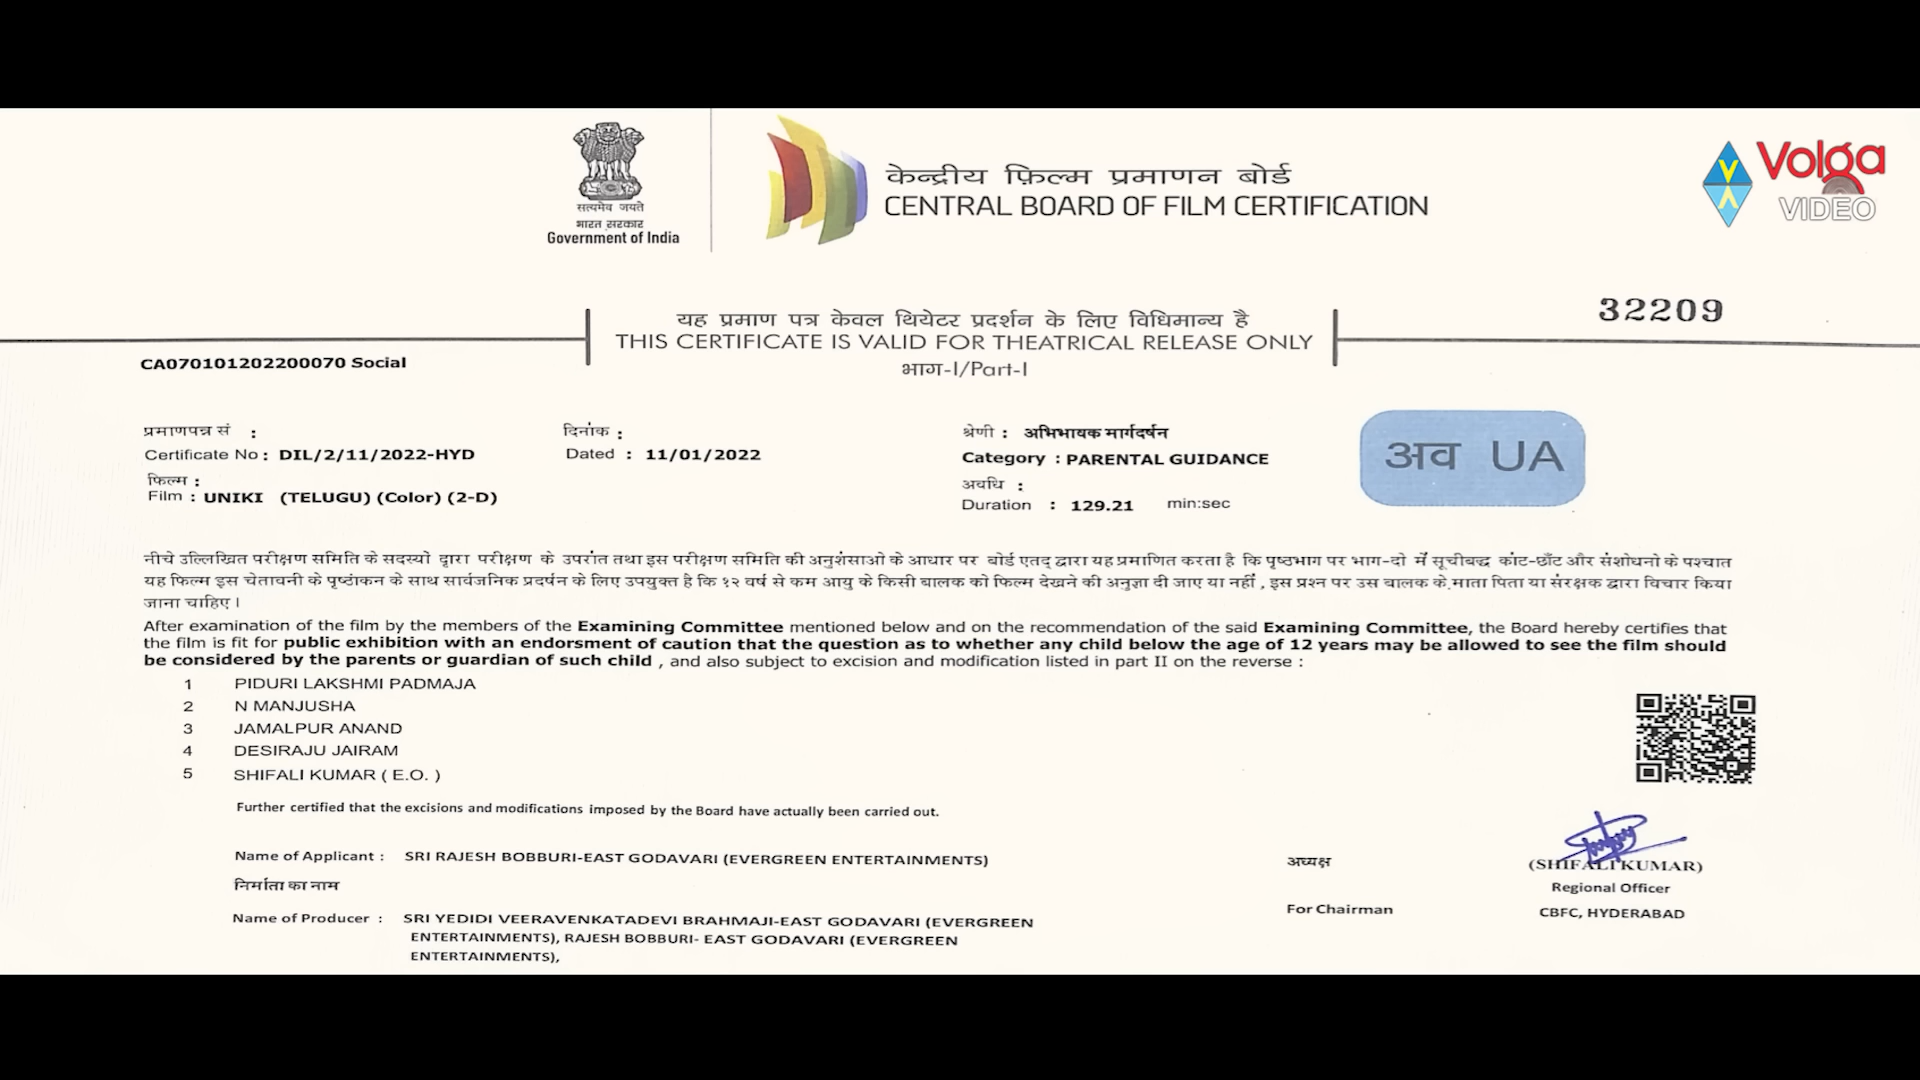 सत्यमेव जयते
भारत सरकार
Government of India
केन्द्रीय फ़िल्म प्रमाणन बोर्ड
CENTRAL BOARD OF FILM CERTIFICATION
Volga
VIDEO
32209
यह प्रमाण पत्र केवल थियेटर प्रदर्शन के लिए विधिमान्य है
THIS CERTIFICATE IS VALID FOR THEATRICAL RELEASE ONLY
भाग-I/Part-I
CA070101202200070 Social
प्रमाणपत्र सं :
Certificate No : DIL/2/11/2022-HYD
दिनांक :
Dated : 11/01/2022
श्रेणी : अभिभायक मार्गदर्षन
Category : PARENTAL GUIDANCE
अव UA
फिल्म :
Film : UNIKI (TELUGU) (Color) (2-D)
अवधि :
Duration : 129.21 min:sec
नीचे उल्लिखित परीक्षण समिति के सदस्यों द्वारा परीक्षण के उपरांत तथा इस परीक्षण समिति की अनुशंसाओं के आधार पर बोर्ड एतद् द्वारा यह प्रमाणित करता है कि पृष्ठभाग पर भाग-दो में सूचीबद्ध कांट-छाँट और संशोधनो के पश्चात
यह फिल्म इस चेतावनी के पृष्ठांकन के साथ सार्वजनिक प्रदर्षन के लिए उपयुक्त है कि १२ वर्ष से कम आयु के किसी बालक को फिल्म देखने की अनुज्ञा दी जाए या नहीं , इस प्रश्न पर उस बालक के माता पिता या संरक्षक द्वारा विचार किया
जाना चाहिए ।
After examination of the film by the members of the Examining Committee mentioned below and on the recommendation of the said Examining Committee, the Board hereby certifies that
the film is fit for public exhibition with an endorsment of caution that the question as to whether any child below the age of 12 years may be allowed to see the film should
be considered by the parents or guardian of such child , and also subject to excision and modification listed in part II on the reverse :
1 PIDURI LAKSHMI PADMAJA
2 N MANJUSHA
3 JAMALPUR ANAND
4 DESIRAJU JAIRAM
5 SHIFALI KUMAR ( E.O. )
Further certified that the excisions and modifications imposed by the Board have actually been carried out.
Name of Applicant : SRI RAJESH BOBBURI-EAST GODAVARI (EVERGREEN ENTERTAINMENTS)
निर्माता का नाम
Name of Producer : SRI YEDIDI VEERAVENKATADEVI BRAHMAJI-EAST GODAVARI (EVERGREEN
ENTERTAINMENTS), RAJESH BOBBURI- EAST GODAVARI (EVERGREEN
ENTERTAINMENTS),
अध्यक्ष
For Chairman
(SHIFALI KUMAR)
Regional Officer
CBFC, HYDERABAD